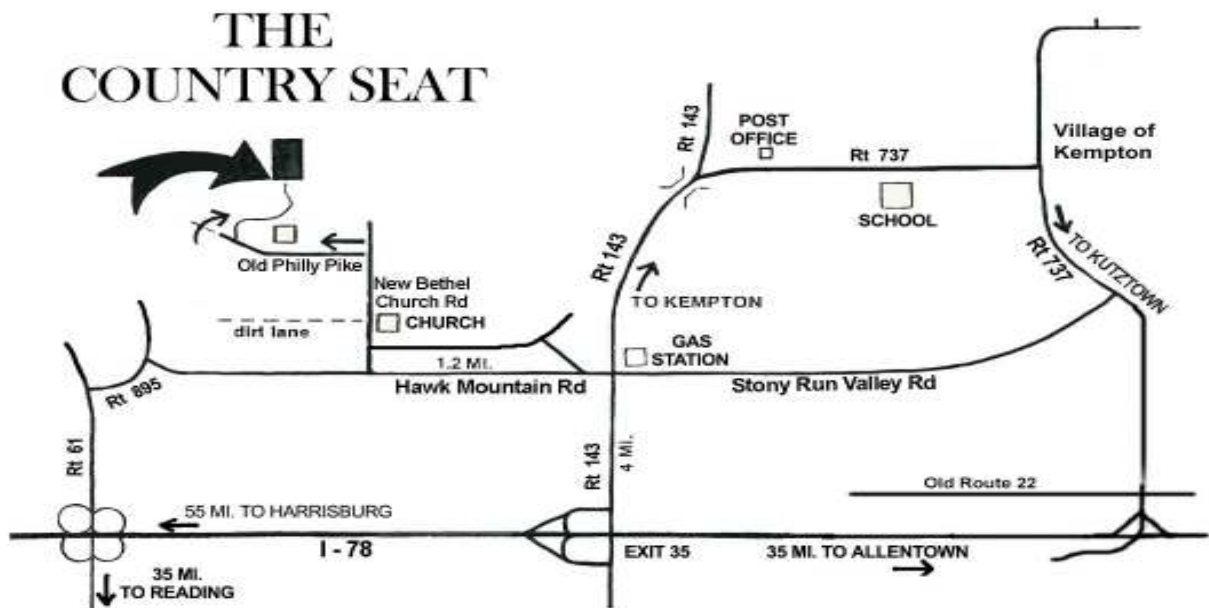 THE
COUNTRY SEAT
Rt 143
POST
OFFICE
Rt 737
Village of
Kempton
SCHOOL
Old Philly Pike
Rt 143
TO KUTZTOWN
Rt 737
New Bethel
Church Rd
TO KEMPTON
dirt lane
CHURCH
GAS
STATION
1.2 MI.
Rt 895
Hawk Mountain Rd
Stony Run Valley Rd
Rt 61
Rt 143
4 MI.
Old Route 22
55 MI. TO HARRISBURG
I - 78
EXIT 35
35 MI. TO ALLENTOWN
35 MI.
TO READING